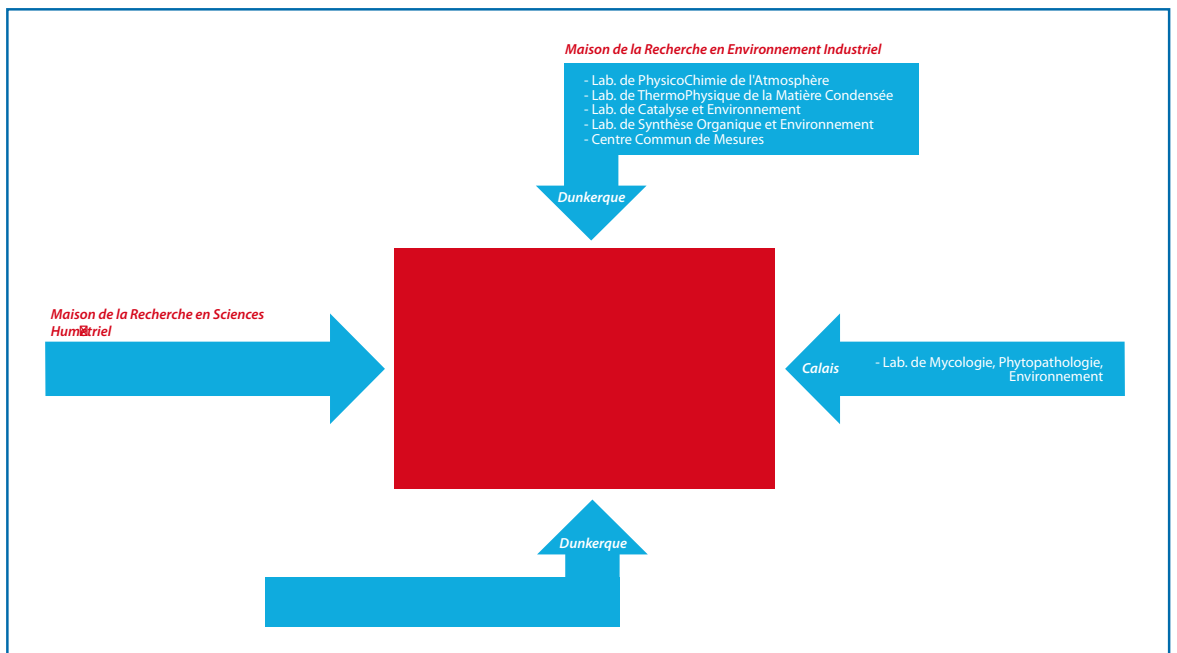 Maison de la Recherche en Environnement Industriel
- Lab. de PhysicoChimie de l'Atmosphère
- Lab. de ThermoPhysique de la Matière Condensée
- Lab. de Catalyse et Environnement
- Lab. de Synthèse Organique et Environnement
- Centre Commun de Mesures
Dunkerque
Maison de la Recherche en Sciences
Calais
- Lab. de Mycologie, Phytopathologie,
Environnement
Dunkerque